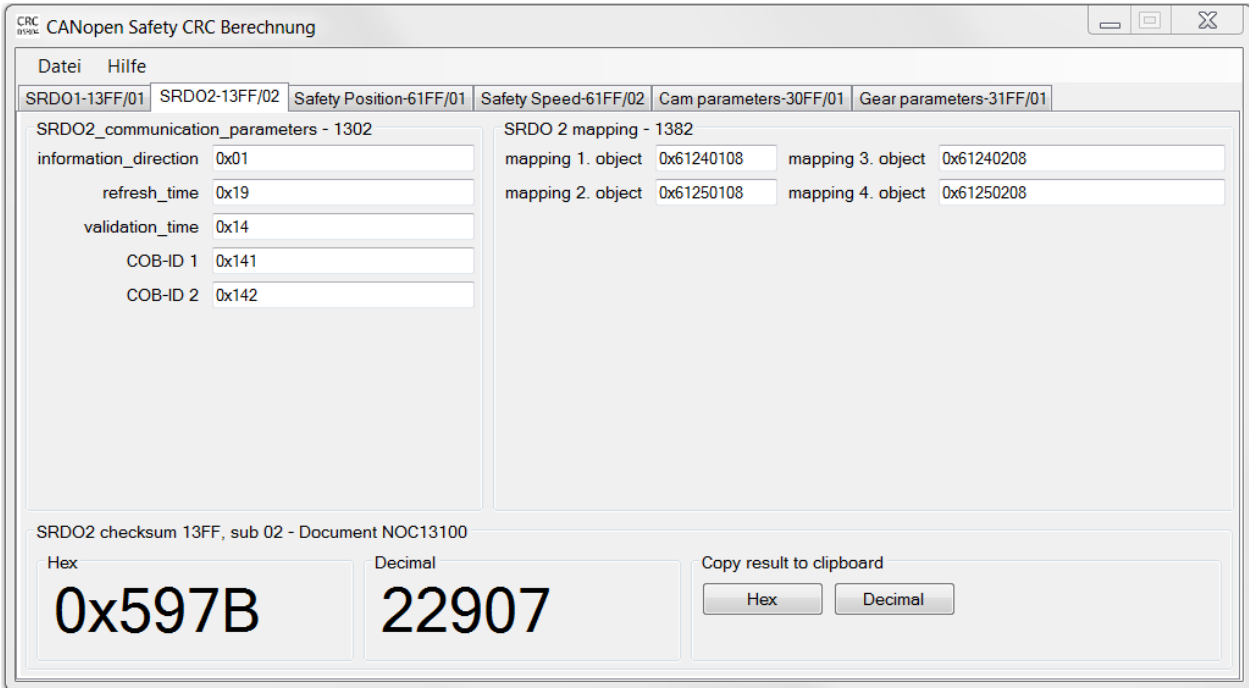 CRC DSRDE CANopen Safety CRC Berechnung
Datei Hilfe
SRDO1-13FF/01 SRDO2-13FF/02 Safety Position-61FF/01 Safety Speed-61FF/02 Cam parameters-30FF/01 Gear parameters-31FF/01
SRDO2_communication_parameters - 1302
information_direction 0x01
refresh_time 0x19
validation_time 0x14
COB-ID 1 0x141
COB-ID 2 0x142
SRDO 2 mapping - 1382
mapping 1. object 0x61240108 mapping 3. object 0x61240208
mapping 2. object 0x61250108 mapping 4. object 0x61250208
SRDO2 checksum 13FF, sub 02 - Document NOC13100
Hex
0x597B
Decimal
22907
Copy result to clipboard
Hex Decimal